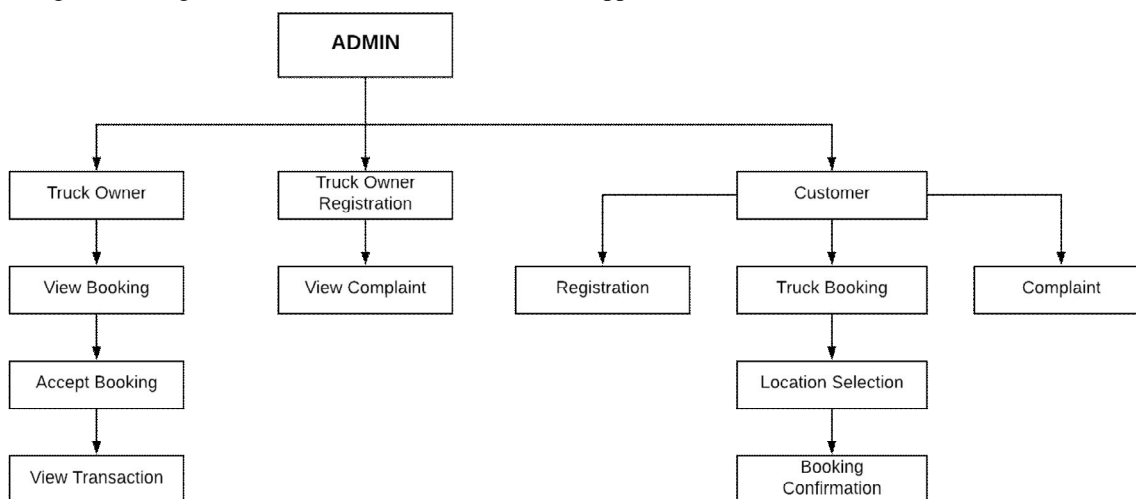 ADMIN
Truck Owner
Truck Owner
Registration
Customer
View Booking
View Complaint
Registration
Truck Booking
Complaint
Accept Booking
Location Selection
View Transaction
Booking
Confirmation